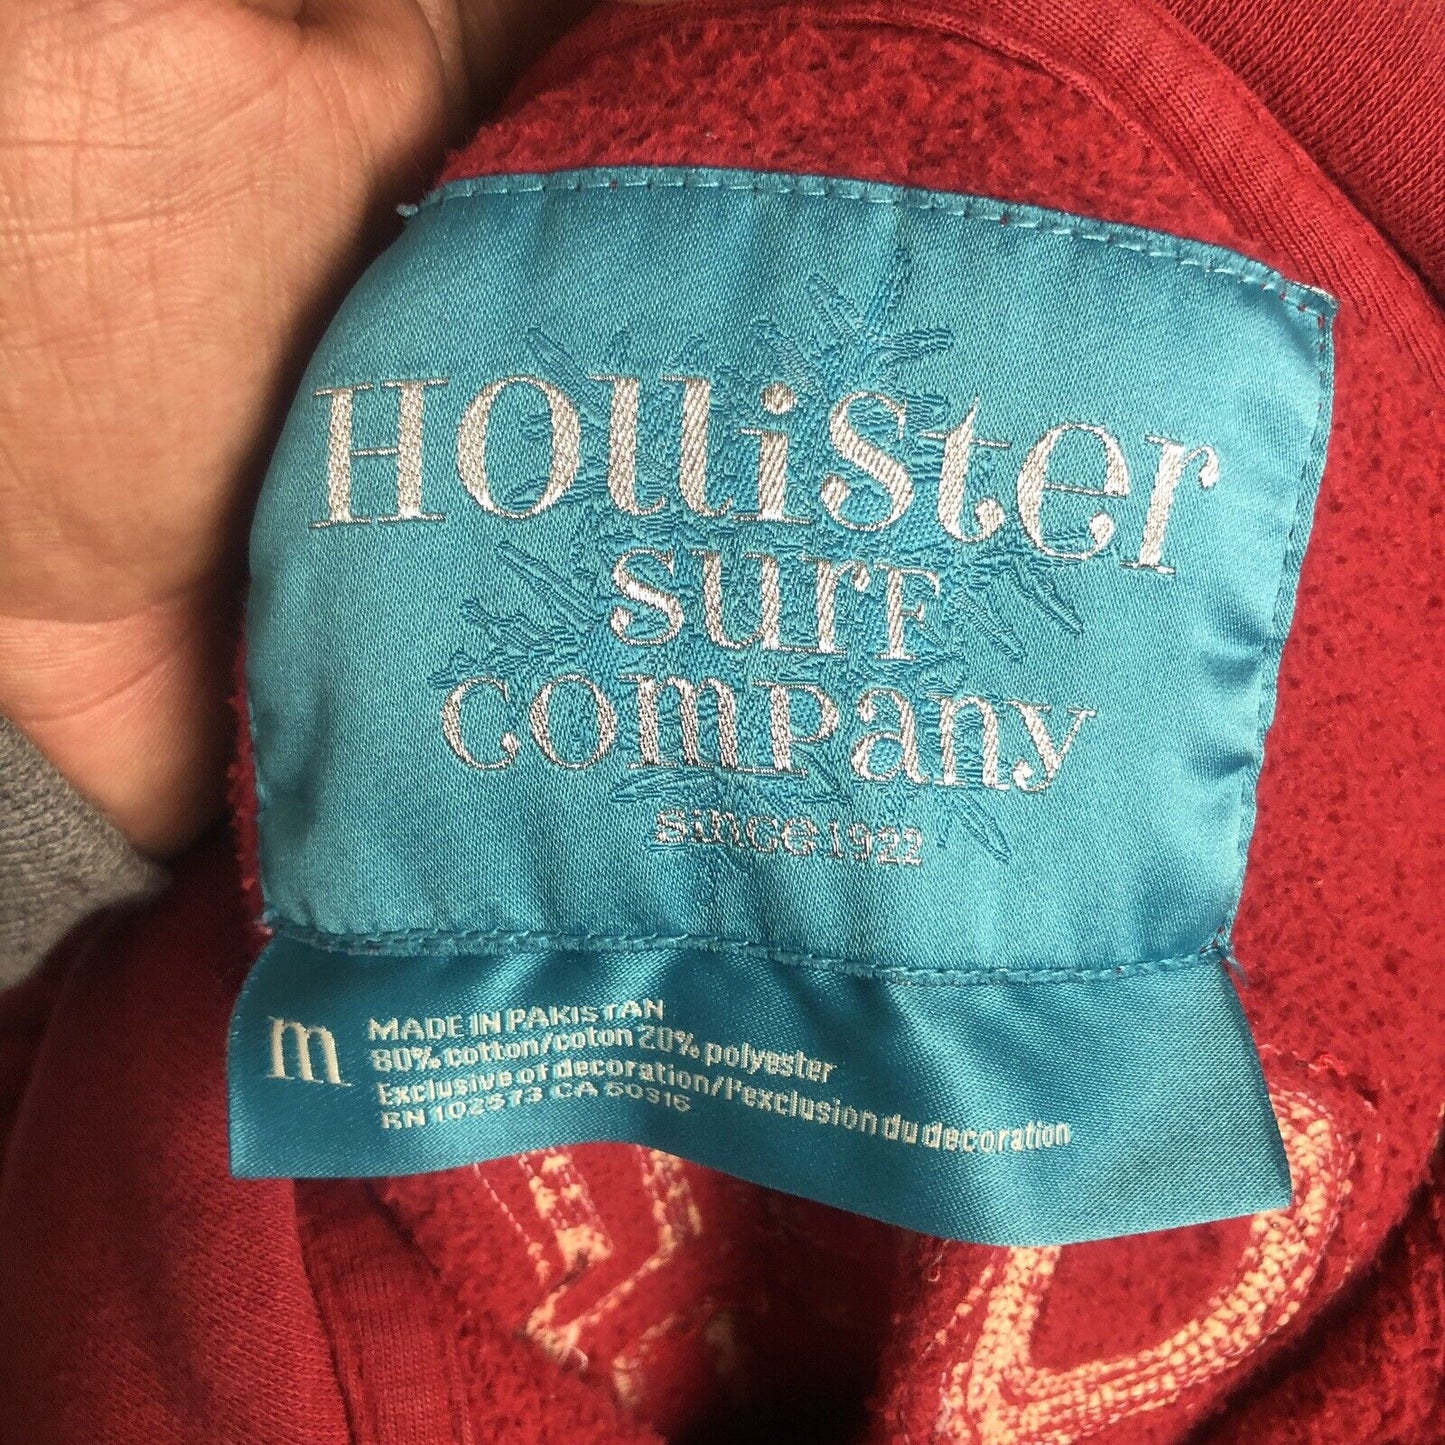 Hollister
surf
company
since 1922
m
MADE IN PAKISTAN
80% cotton/coton 20% polyester
Exclusive of decoration/l'exclusion du decoration
RN 102573 CA 50316